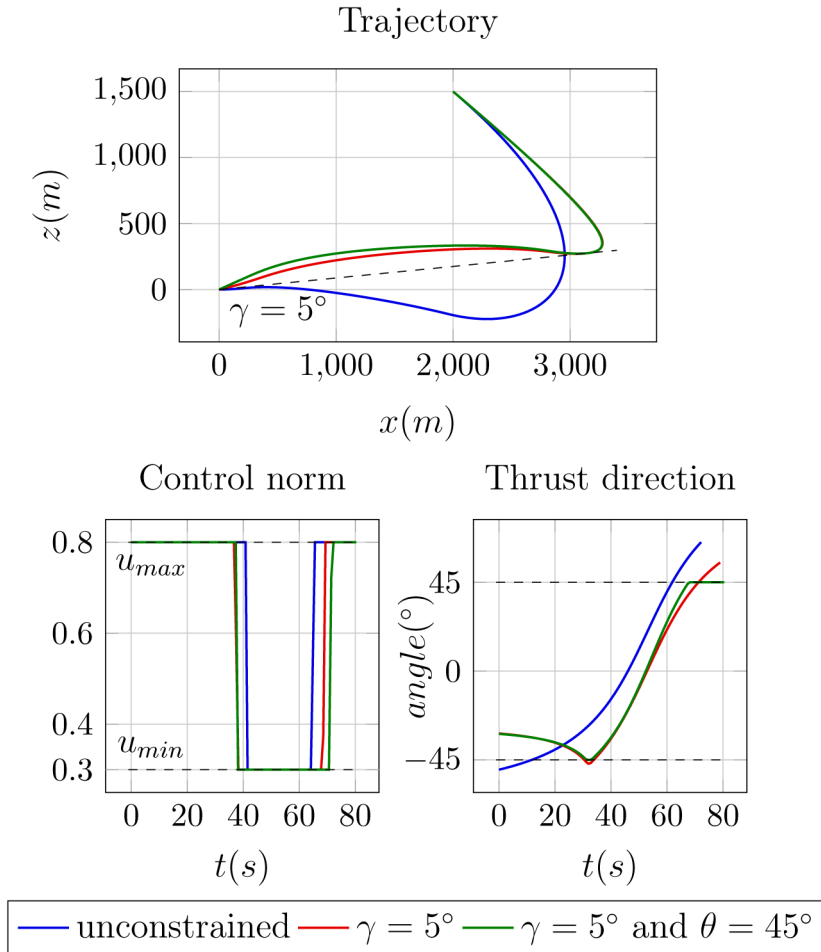 Trajectory
1,500
1,000
500
0
z(m)
γ = 5°
0 1,000 2,000 3,000
x(m)
Control norm
0.8
0.6
0.4
0.3
u_max
u_min
0 20 40 60 80
t(s)
Thrust direction
45
0
−45
angle(°)
0 20 40 60 80
t(s)
unconstrained γ = 5° γ = 5° and θ = 45°